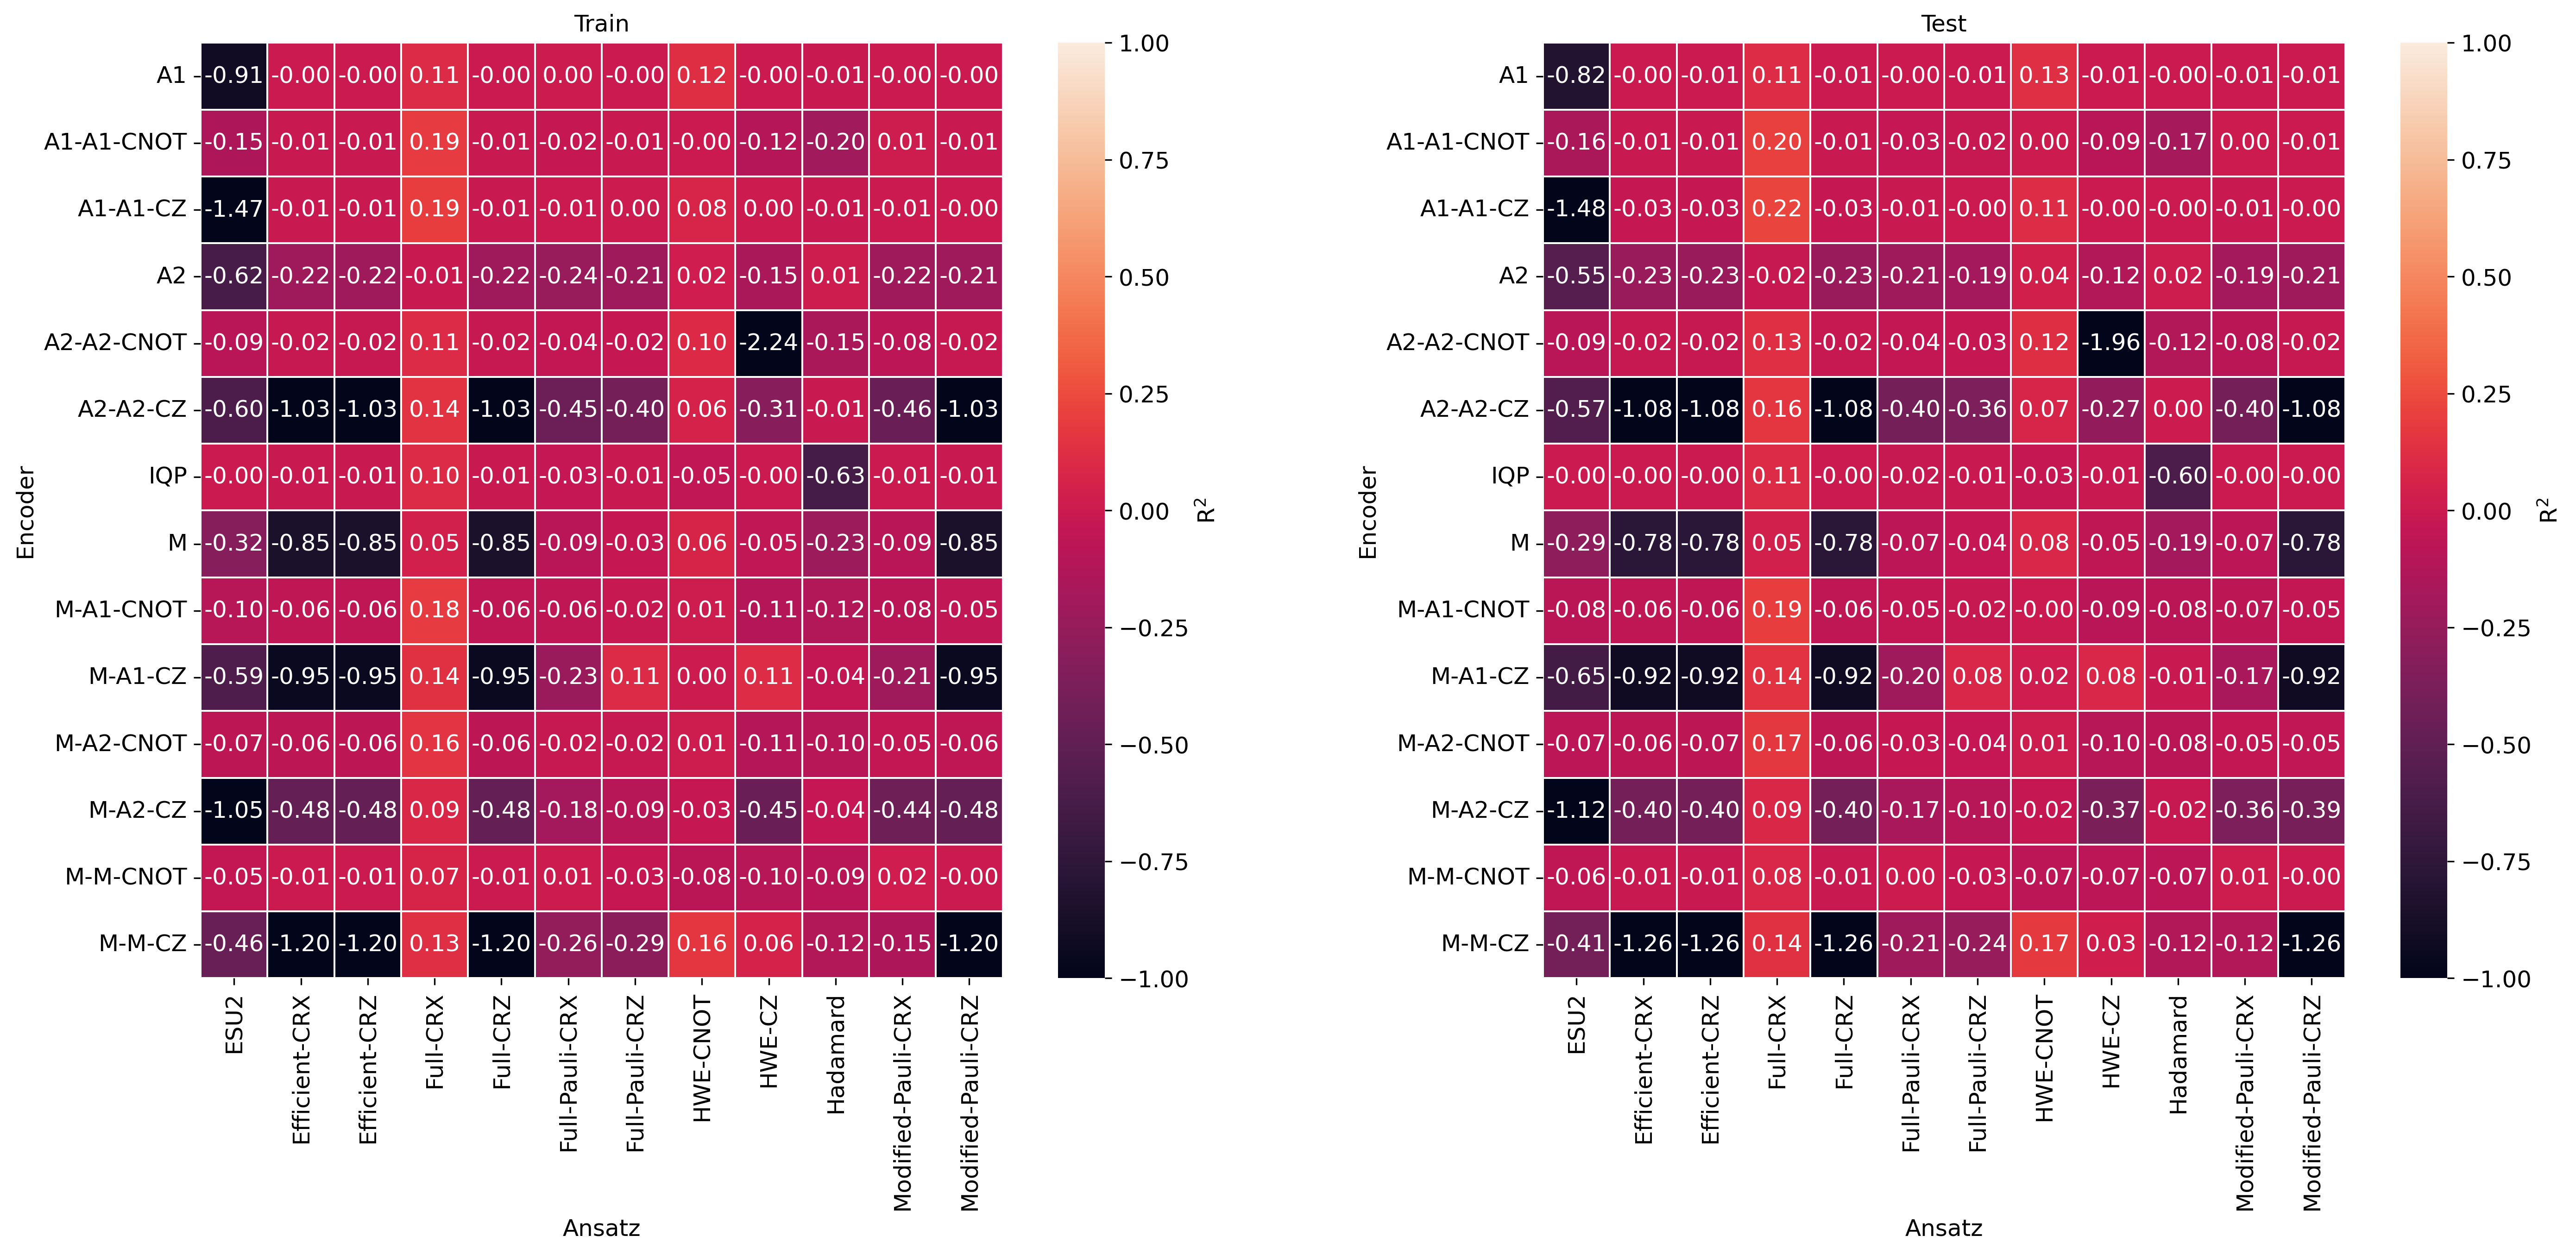 Train
A1 -0.91 -0.00 -0.00 0.11 -0.00 0.00 -0.00 0.12 -0.00 -0.01 -0.00 -0.00
A1-A1-CNOT -0.15 -0.01 -0.01 0.19 -0.01 -0.02 -0.01 -0.00 -0.12 -0.20 0.01 -0.01
A1-A1-CZ -1.47 -0.01 -0.01 0.19 -0.01 -0.01 0.00 0.08 0.00 -0.01 -0.01 -0.00
A2 -0.62 -0.22 -0.22 -0.01 -0.22 -0.24 -0.21 0.02 -0.15 0.01 -0.22 -0.21
A2-A2-CNOT -0.09 -0.02 -0.02 0.11 -0.02 -0.04 -0.02 0.10 -2.24 -0.15 -0.08 -0.02
A2-A2-CZ -0.60 -1.03 -1.03 0.14 -1.03 -0.45 -0.40 0.06 -0.31 -0.01 -0.46 -1.03
IQP -0.00 -0.01 -0.01 0.10 -0.01 -0.03 -0.01 -0.05 -0.00 -0.63 -0.01 -0.01
M -0.32 -0.85 -0.85 0.05 -0.85 -0.09 -0.03 0.06 -0.05 -0.23 -0.09 -0.85
M-A1-CNOT -0.10 -0.06 -0.06 0.18 -0.06 -0.06 -0.02 0.01 -0.11 -0.12 -0.08 -0.05
M-A1-CZ -0.59 -0.95 -0.95 0.14 -0.95 -0.23 0.11 0.00 0.11 -0.04 -0.21 -0.95
M-A2-CNOT -0.07 -0.06 -0.06 0.16 -0.06 -0.02 -0.02 0.01 -0.11 -0.10 -0.05 -0.06
M-A2-CZ -1.05 -0.48 -0.48 0.09 -0.48 -0.18 -0.09 -0.03 -0.45 -0.04 -0.44 -0.48
M-M-CNOT -0.05 -0.01 -0.01 0.07 -0.01 0.01 -0.03 -0.08 -0.10 -0.09 0.02 -0.00
M-M-CZ -0.46 -1.20 -1.20 0.13 -1.20 -0.26 -0.29 0.16 0.06 -0.12 -0.15 -1.20
Encoder
ESU2
Efficient-CRX
Efficient-CRZ
Full-CRX
Full-CRZ
Full-Pauli-CRX
Full-Pauli-CRZ
HWE-CNOT
HWE-CZ
Hadamard
Modified-Pauli-CRX
Modified-Pauli-CRZ
Ansatz
1.00
0.75
0.50
0.25
0.00
−0.25
−0.50
−0.75
−1.00
R²
Test
A1 -0.82 -0.00 -0.01 0.11 -0.01 -0.00 -0.01 0.13 -0.01 -0.00 -0.01 -0.01
A1-A1-CNOT -0.16 -0.01 -0.01 0.20 -0.01 -0.03 -0.02 0.00 -0.09 -0.17 0.00 -0.01
A1-A1-CZ -1.48 -0.03 -0.03 0.22 -0.03 -0.01 -0.00 0.11 -0.00 -0.00 -0.01 -0.00
A2 -0.55 -0.23 -0.23 -0.02 -0.23 -0.21 -0.19 0.04 -0.12 0.02 -0.19 -0.21
A2-A2-CNOT -0.09 -0.02 -0.02 0.13 -0.02 -0.04 -0.03 0.12 -1.96 -0.12 -0.08 -0.02
A2-A2-CZ -0.57 -1.08 -1.08 0.16 -1.08 -0.40 -0.36 0.07 -0.27 0.00 -0.40 -1.08
IQP -0.00 -0.00 -0.01 0.11 -0.00 -0.02 -0.01 -0.03 -0.01 -0.60 -0.00 -0.00
M -0.29 -0.78 -0.78 0.05 -0.78 -0.07 -0.04 0.08 -0.05 -0.19 -0.07 -0.78
M-A1-CNOT -0.08 -0.06 -0.06 0.19 -0.06 -0.05 -0.02 -0.00 -0.09 -0.08 -0.07 -0.05
M-A1-CZ -0.65 -0.92 -0.92 0.14 -0.92 -0.20 0.08 0.02 0.08 -0.01 -0.17 -0.92
M-A2-CNOT -0.07 -0.06 -0.07 0.17 -0.06 -0.03 -0.04 0.01 -0.10 -0.08 -0.05 -0.05
M-A2-CZ -1.12 -0.40 -0.40 0.09 -0.40 -0.17 -0.10 -0.02 -0.37 -0.02 -0.36 -0.39
M-M-CNOT -0.06 -0.01 -0.01 0.08 -0.01 0.00 -0.03 -0.07 -0.07 -0.07 0.01 -0.00
M-M-CZ -0.41 -1.26 -1.26 0.14 -1.26 -0.21 -0.24 0.17 0.03 -0.12 -0.12 -1.26
Encoder
ESU2
Efficient-CRX
Efficient-CRZ
Full-CRX
Full-CRZ
Full-Pauli-CRX
Full-Pauli-CRZ
HWE-CNOT
HWE-CZ
Hadamard
Modified-Pauli-CRX
Modified-Pauli-CRZ
Ansatz
1.00
0.75
0.50
0.25
0.00
−0.25
−0.50
−0.75
−1.00
R²